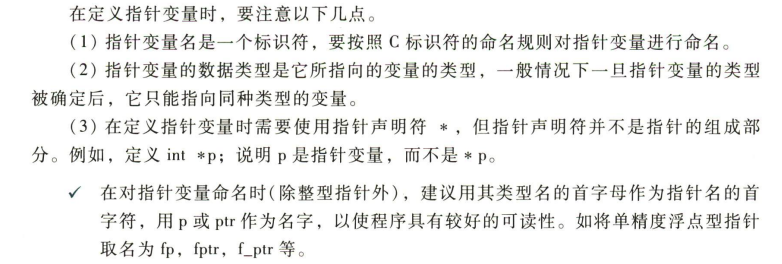 在定义指针变量时，要注意以下几点。
（1）指针变量名是一个标识符，要按照 C 标识符的命名规则对指针变量进行命名。
（2）指针变量的数据类型是它所指向的变量的类型，一般情况下一旦指针变量的类型
被确定后，它只能指向同种类型的变量。
（3）在定义指针变量时需要使用指针声明符 *，但指针声明符并不是指针的组成部
分。例如，定义 int *p；说明 p 是指针变量，而不是 * p。
✓ 在对指针变量命名时（除整型指针外），建议用其类型名的首字母作为指针名的首
字符，用 p 或 ptr 作为名字，以使程序具有较好的可读性。如将单精度浮点型指针
取名为 fp，fptr，f_ptr 等。